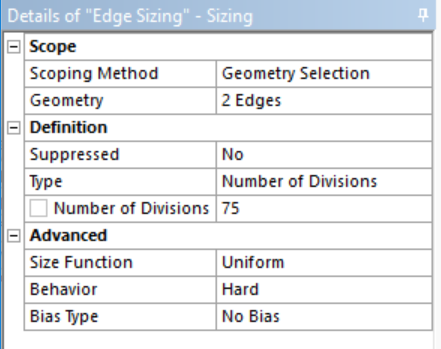 Details of "Edge Sizing" - Sizing
Scope
Scoping Method Geometry Selection
Geometry 2 Edges
Definition
Suppressed No
Type Number of Divisions
Number of Divisions 75
Advanced
Size Function Uniform
Behavior Hard
Bias Type No Bias